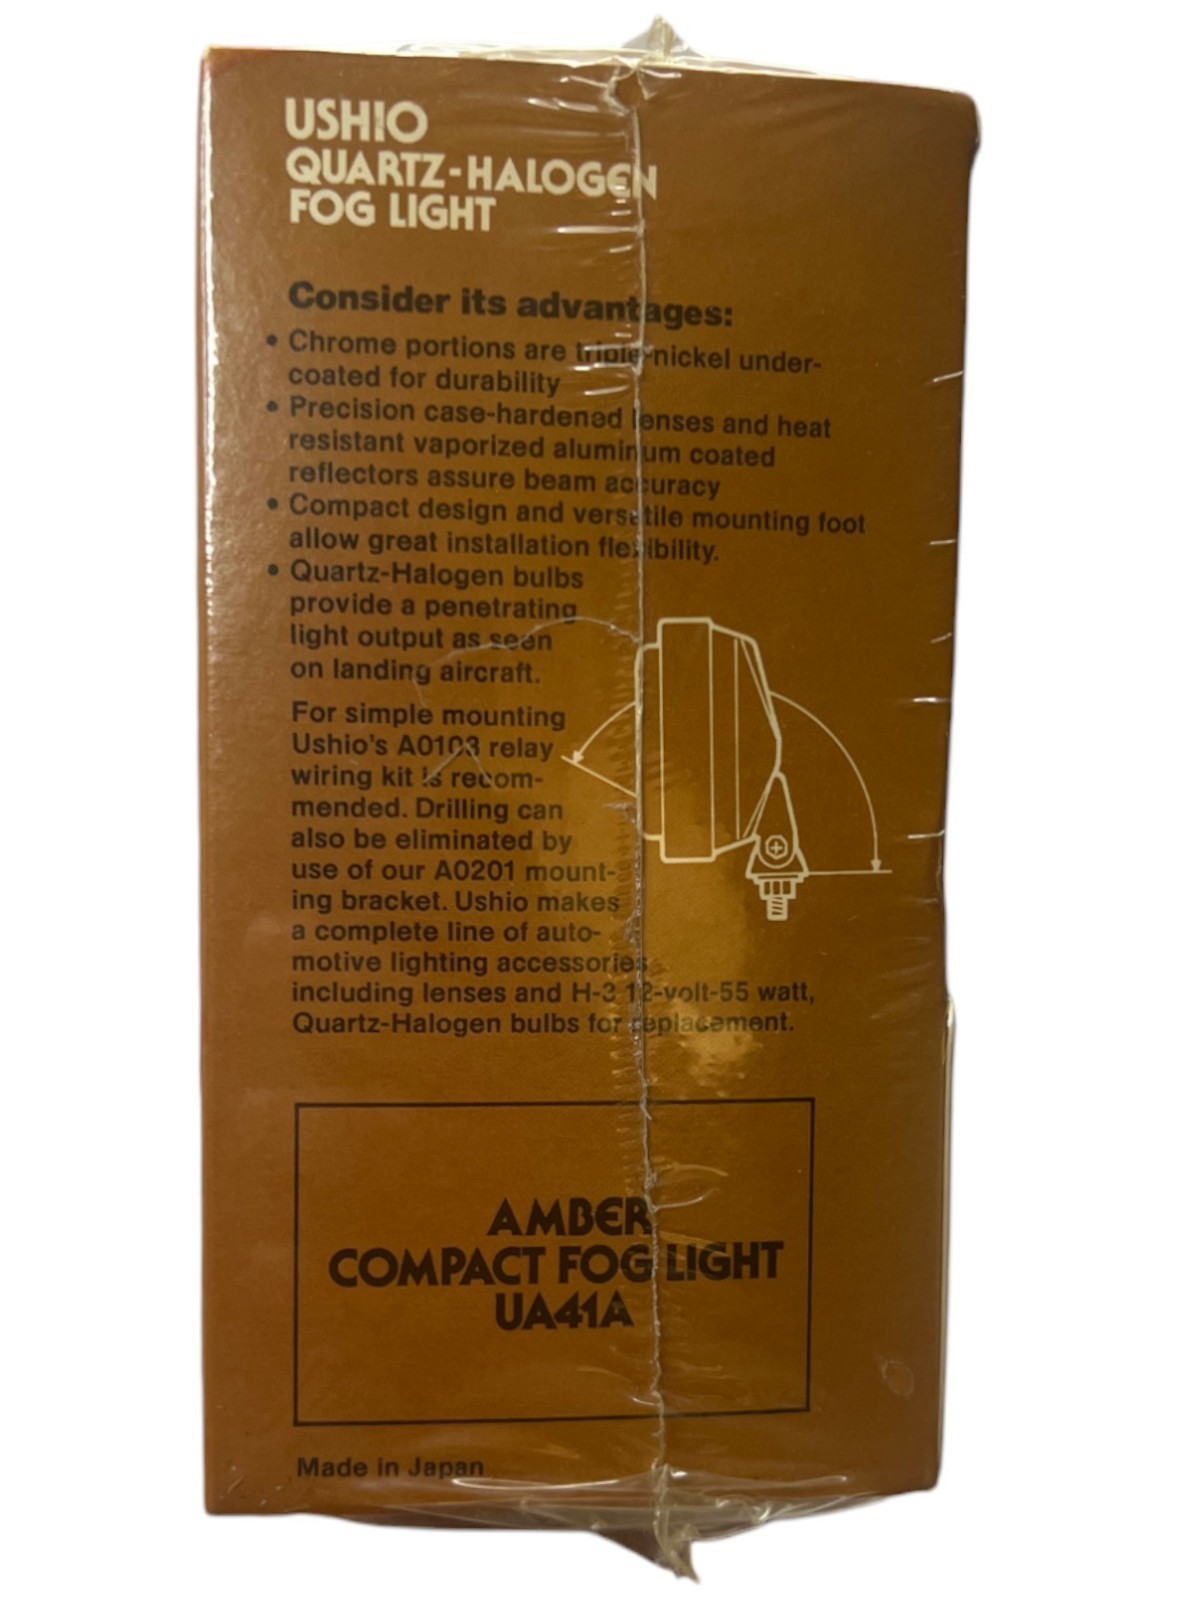 USHIO
QUARTZ-HALOGEN
FOG LIGHT
Consider its advantages:
• Chrome portions are triple-nickel under-
coated for durability
• Precision case-hardened lenses and heat
resistant vaporized aluminum coated
reflectors assure beam accuracy
• Compact design and versatile mounting foot
allow great installation flexibility.
• Quartz-Halogen bulbs
provide a penetrating
light output as seen
on landing aircraft.
For simple mounting
Ushio's A0103 relay
wiring kit is recom-
mended. Drilling can
also be eliminated by
use of our A0201 mount-
ing bracket. Ushio makes
a complete line of auto-
motive lighting accessories
including lenses and H-3 12-volt-55 watt,
Quartz-Halogen bulbs for replacement.
AMBER
COMPACT FOG LIGHT
UA41A
Made in Japan